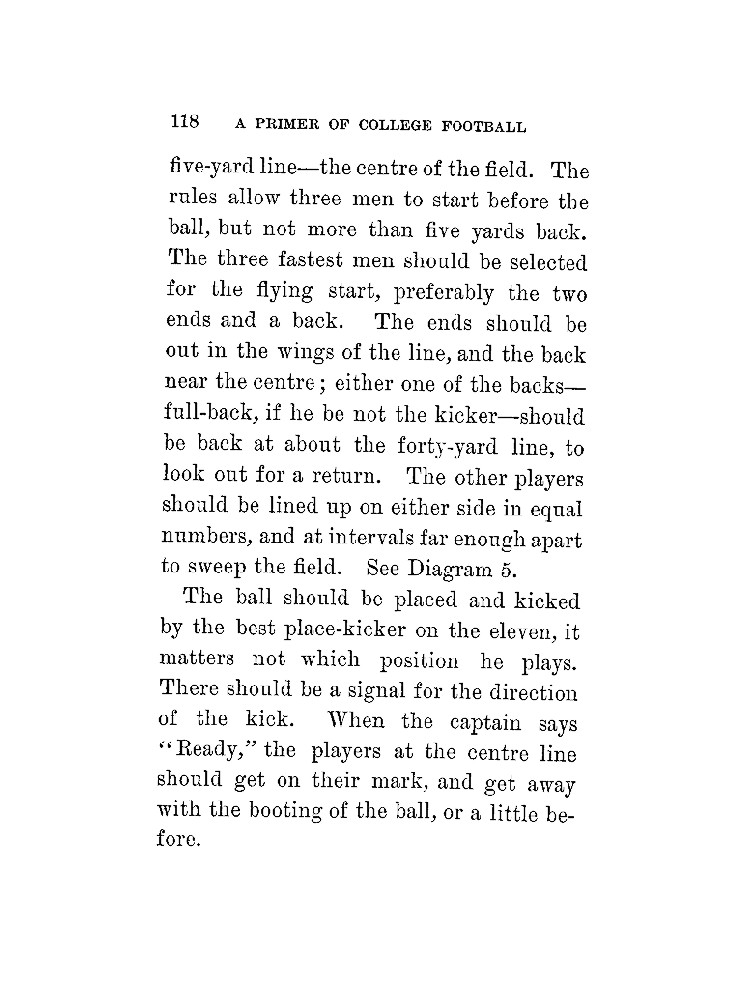 118 A PRIMER OF COLLEGE FOOTBALL
five-yard line—the centre of the field. The
rules allow three men to start before the
ball, but not more than five yards back.
The three fastest men should be selected
for the flying start, preferably the two
ends and a back. The ends should be
out in the wings of the line, and the back
near the centre; either one of the backs—
full-back, if he be not the kicker—should
be back at about the forty-yard line, to
look out for a return. The other players
should be lined up on either side in equal
numbers, and at intervals far enough apart
to sweep the field. See Diagram 5.
The ball should be placed and kicked
by the best place-kicker on the eleven, it
matters not which position he plays.
There should be a signal for the direction
of the kick. When the captain says
“Ready,” the players at the centre line
should get on their mark, and get away
with the booting of the ball, or a little be-
fore.